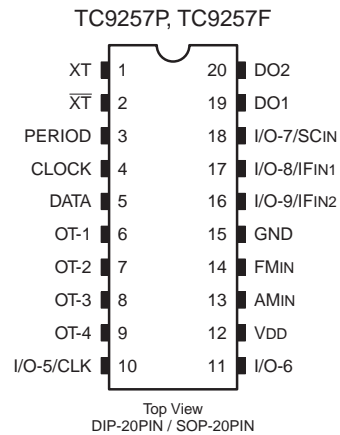 TC9257P, TC9257F
XT 1 20 DO2
X̅T̅ 2 19 DO1
PERIOD 3 18 I/O-7/SCIN
CLOCK 4 17 I/O-8/IFIN1
DATA 5 16 I/O-9/IFIN2
OT-1 6 15 GND
OT-2 7 14 FMIN
OT-3 8 13 AMIN
OT-4 9 12 VDD
I/O-5/CLK 10 11 I/O-6
Top View
DIP-20PIN / SOP-20PIN